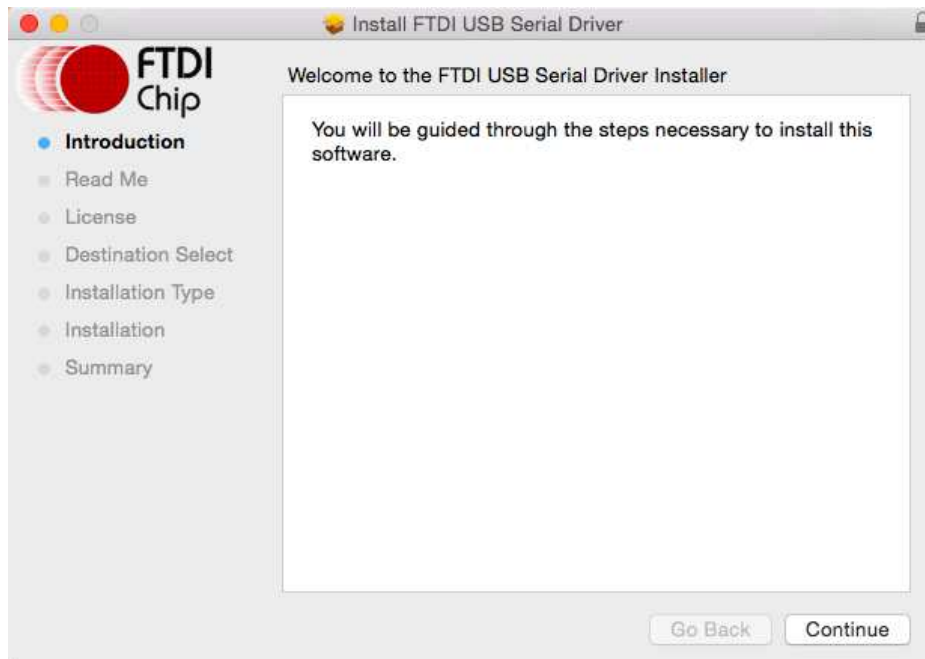 Install FTDI USB Serial Driver
FTDI
Chip
Welcome to the FTDI USB Serial Driver Installer
Introduction
Read Me
License
Destination Select
Installation Type
Installation
Summary
You will be guided through the steps necessary to install this
software.
Go Back
Continue